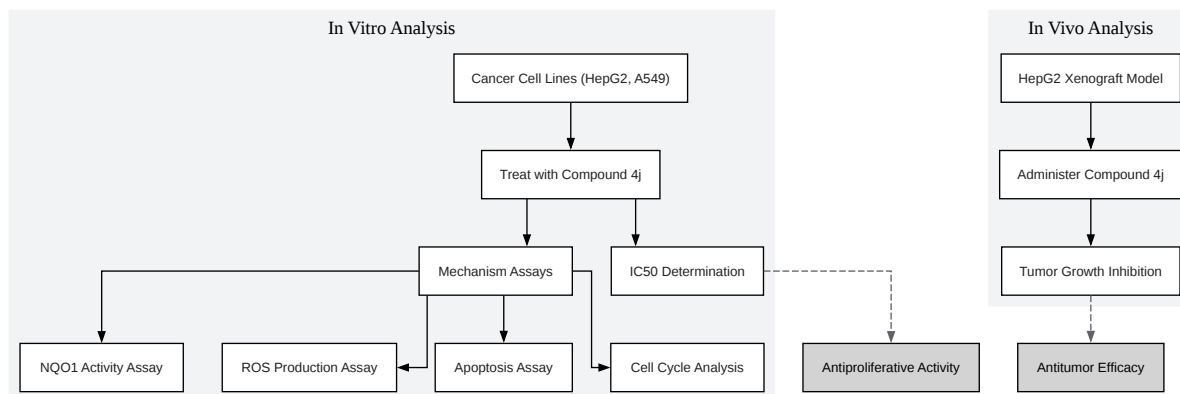 In Vitro Analysis
In Vivo Analysis
Cancer Cell Lines (HepG2, A549)
HepG2 Xenograft Model
Treat with Compound 4j
Administer Compound 4j
Mechanism Assays
IC50 Determination
Tumor Growth Inhibition
NQO1 Activity Assay
ROS Production Assay
Apoptosis Assay
Cell Cycle Analysis
Antiproliferative Activity
Antitumor Efficacy